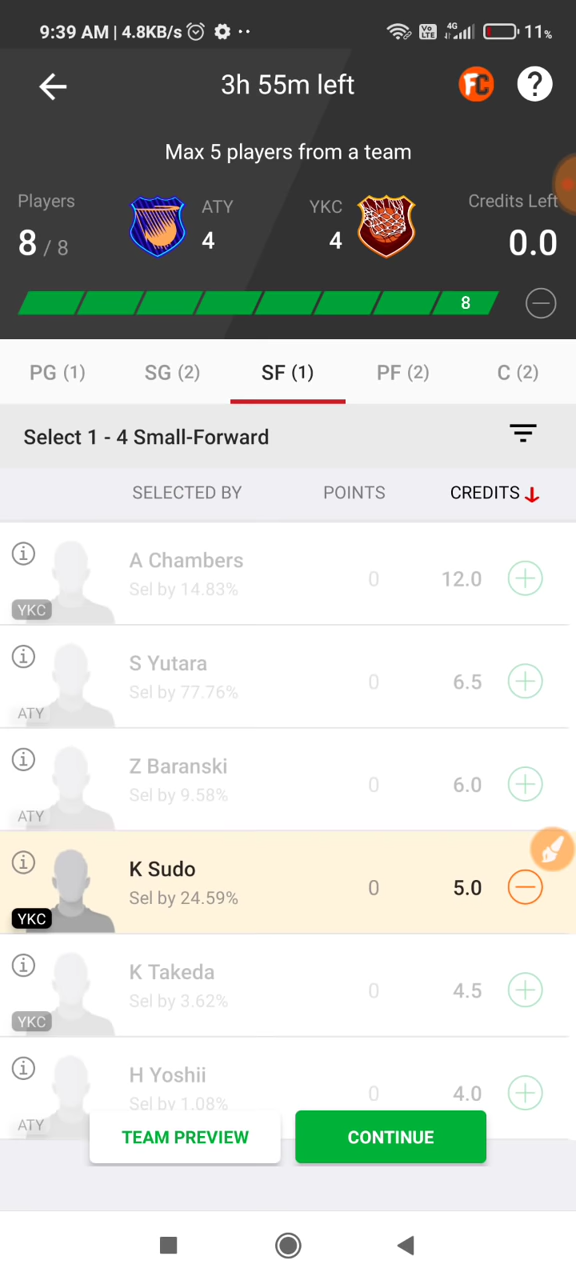 9:39 AM | 4.8KB/s
Vo LTE 4G 11%
3h 55m left
FC ?
Max 5 players from a team
Players ATY YKC Credits Left
8 / 8 4 4 0.0
8
PG (1) SG (2) SF (1) PF (2) C (2)
Select 1 - 4 Small-Forward
SELECTED BY POINTS CREDITS
A Chambers
Sel by 14.83% 0 12.0
YKC
S Yutara
Sel by 77.76% 0 6.5
ATY
Z Baranski
Sel by 9.58% 0 6.0
ATY
K Sudo
Sel by 24.59% 0 5.0
YKC
K Takeda
Sel by 3.62% 0 4.5
YKC
H Yoshii
Sel by 1.08% 0 4.0
ATY
TEAM PREVIEW CONTINUE